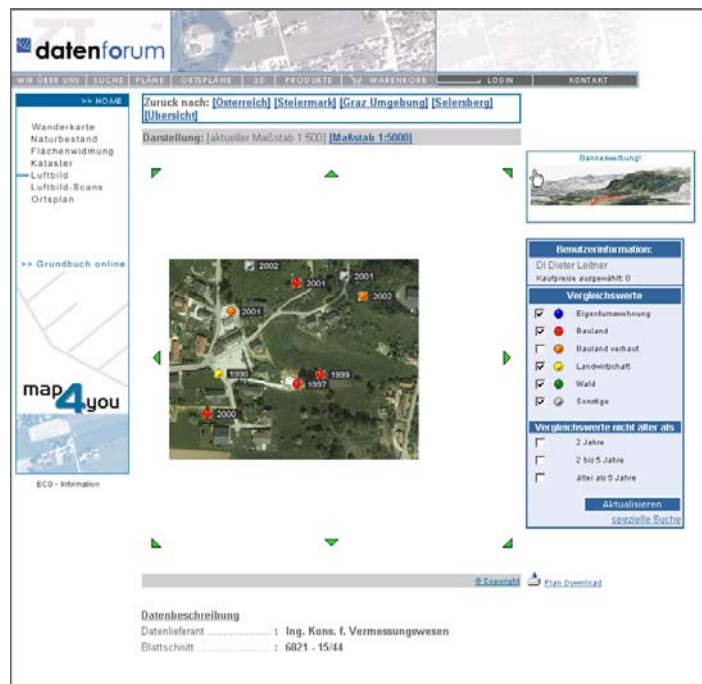 ZT
datenforum
WIR ÜBER UNS | SUCHE | PLÄNE | ORTSPLÄNE | 3D | PRODUKTE | WARENKORB LOGIN KONTAKT
>> HOME
Wanderkarte
Naturbestand
Flächenwidmung
Kataster
Luftbild
Luftbild-Scans
Ortsplan
>> Grundbuch online
map4you
ECO - Information
Zurück nach: [Österreich] [Steiermark] [Graz Umgebung] [Seiersberg]
[Übersicht]
Darstellung: [aktueller Maßstab 1:500] [Maßstab 1:5000]
2002
2001
2001
2002
2001
1990
1999
1997
2000
Bannerwerbung!
Benutzerinformation:
DI Dieter Leitner
Kaufpreise ausgewählt: 0
Vergleichswerte
Eigentumswohnung
Bauland
Bauland verbaut
Landwirtschaft
Wald
Sonstige
Vergleichswerte nicht älter als
2 Jahre
2 bis 5 Jahre
älter als 5 Jahre
Aktualisieren
spezielle Suche
© Copyright
Plan Download
Datenbeschreibung
Datenlieferant .................... : Ing. Kons. f. Vermessungswesen
Blattschnitt ........................ : 6821 - 15/44